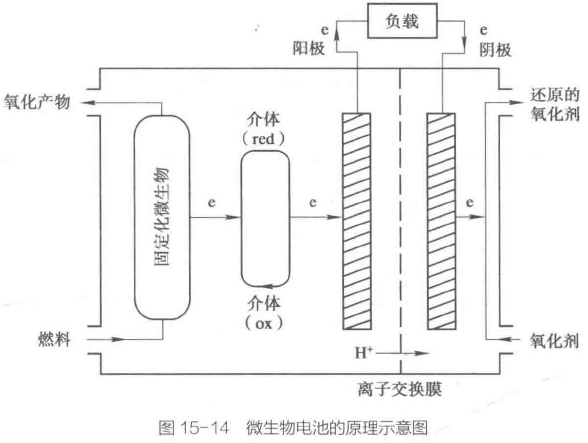 负载
e
阳极
e
阴极
氧化产物
还原的
氧化剂
介体
（red）
固定化微生物
e
e
e
介体
（ox）
燃料
氧化剂
H⁺
离子交换膜
图 15-14 微生物电池的原理示意图